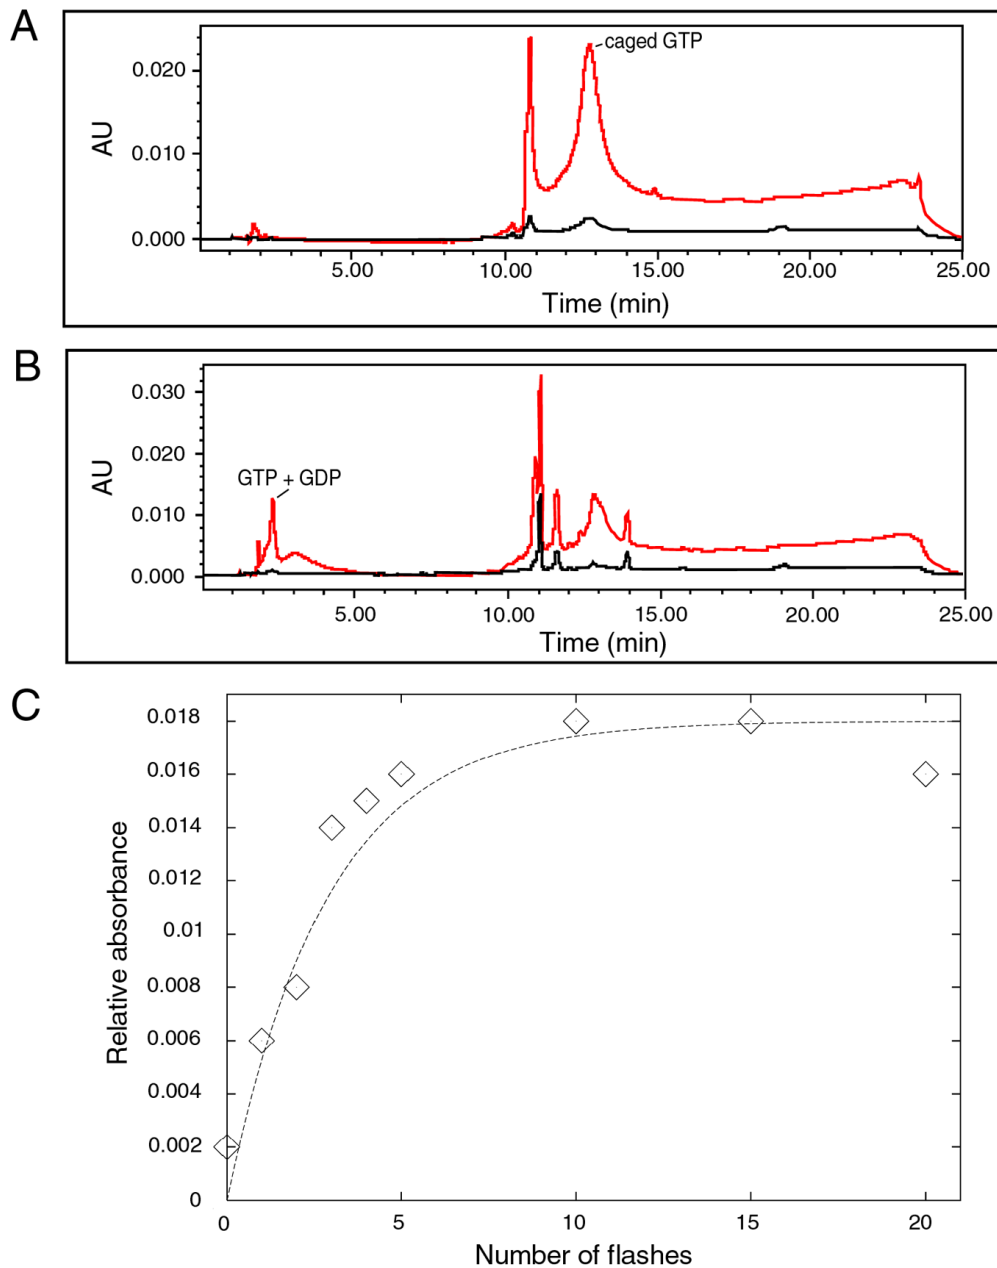 A
caged GTP
0.020
0.010
0.000
AU
5.00
10.00
15.00
20.00
25.00
Time (min)
B
0.030
0.020
0.010
0.000
AU
GTP + GDP
5.00
10.00
15.00
20.00
25.00
Time (min)
C
0.018
0.016
0.014
0.012
0.01
0.008
0.006
0.004
0.002
0
Relative absorbance
0
5
10
15
20
Number of flashes